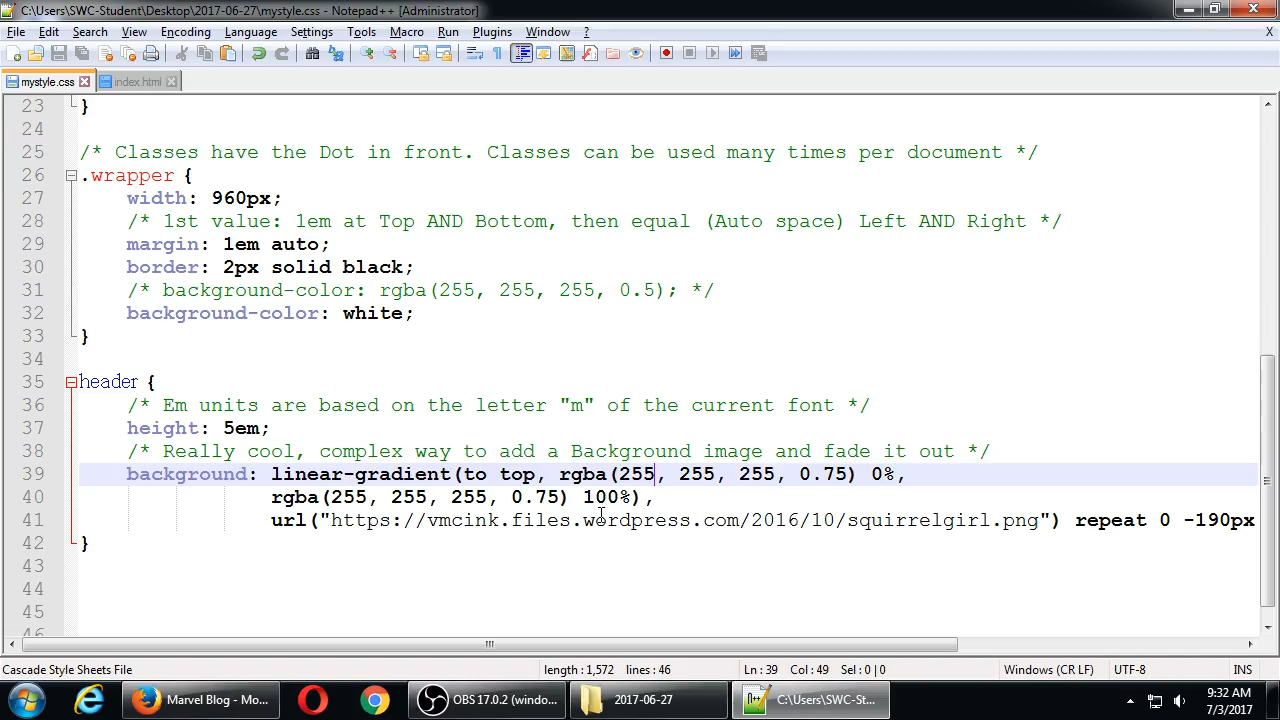 C:\Users\SWC-Student\Desktop\2017-06-27\mystyle.css - Notepad++ [Administrator]
File Edit Search View Encoding Language Settings Tools Macro Run Plugins Window ? X
mystyle.css index.html
23 }
24
25 /* Classes have the Dot in front. Classes can be used many times per document */
26 .wrapper {
27 width: 960px;
28 /* 1st value: 1em at Top AND Bottom, then equal (Auto space) Left AND Right */
29 margin: 1em auto;
30 border: 2px solid black;
31 /* background-color: rgba(255, 255, 255, 0.5); */
32 background-color: white;
33 }
34
35 header {
36 /* Em units are based on the letter "m" of the current font */
37 height: 5em;
38 /* Really cool, complex way to add a Background image and fade it out */
39 background: linear-gradient(to top, rgba(255, 255, 255, 0.75) 0%,
40 rgba(255, 255, 255, 0.75) 100%),
41 url("https://vmcink.files.wordpress.com/2016/10/squirrelgirl.png") repeat 0 -190px
42 }
43
44
45
46
Cascade Style Sheets File length : 1,572 lines : 46 Ln : 39 Col : 49 Sel : 0 | 0 Windows (CR LF) UTF-8 INS
Marvel Blog - Mo... OBS 17.0.2 (windo... 2017-06-27 C:\Users\SWC-St... 9:32 AM
7/3/2017